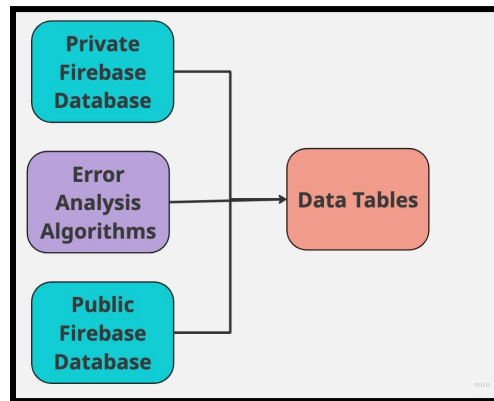 Private
Firebase
Database
Error
Analysis
Algorithms
Data Tables
Public
Firebase
Database
miro